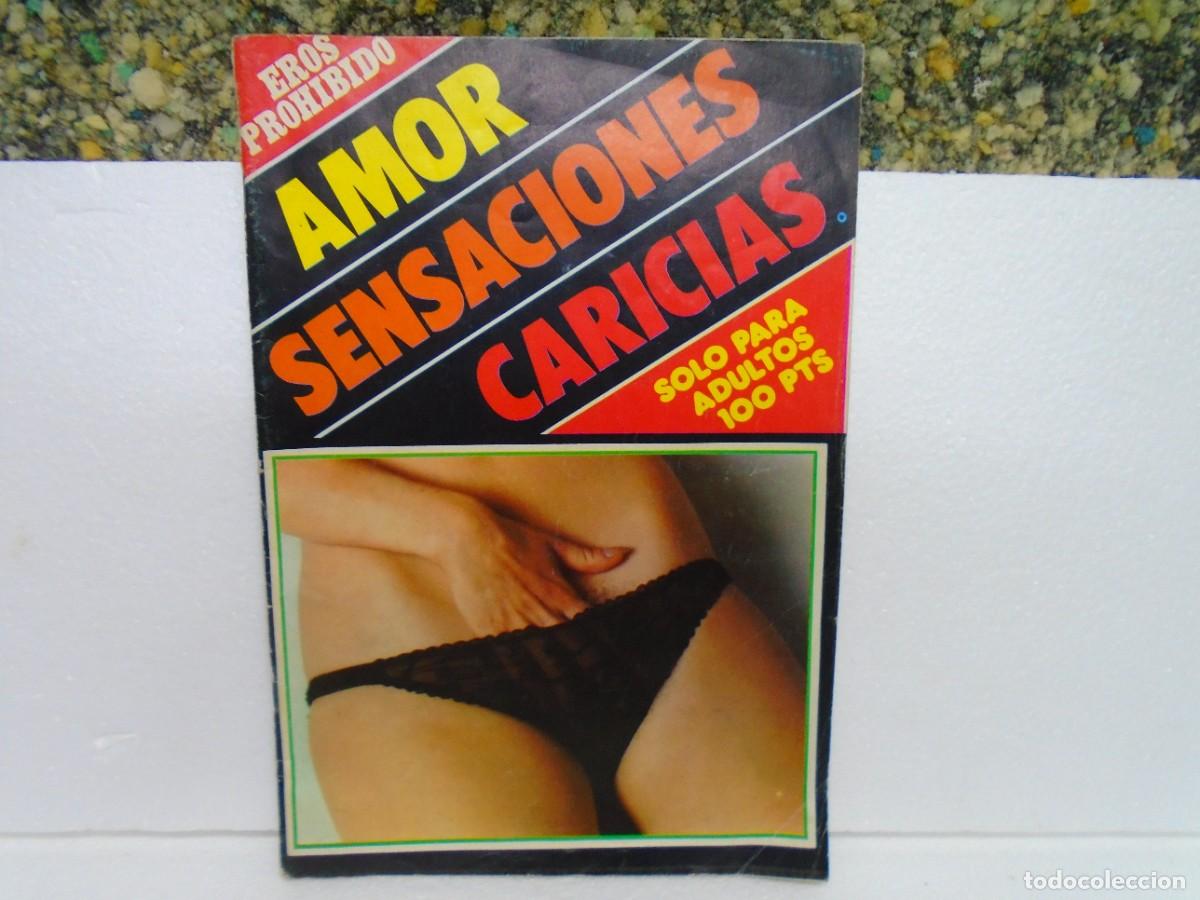 EROS
PROHIBIDO
AMOR
SENSACIONES
CARICIAS
SOLO PARA
ADULTOS
100 PTS
todocoleccion